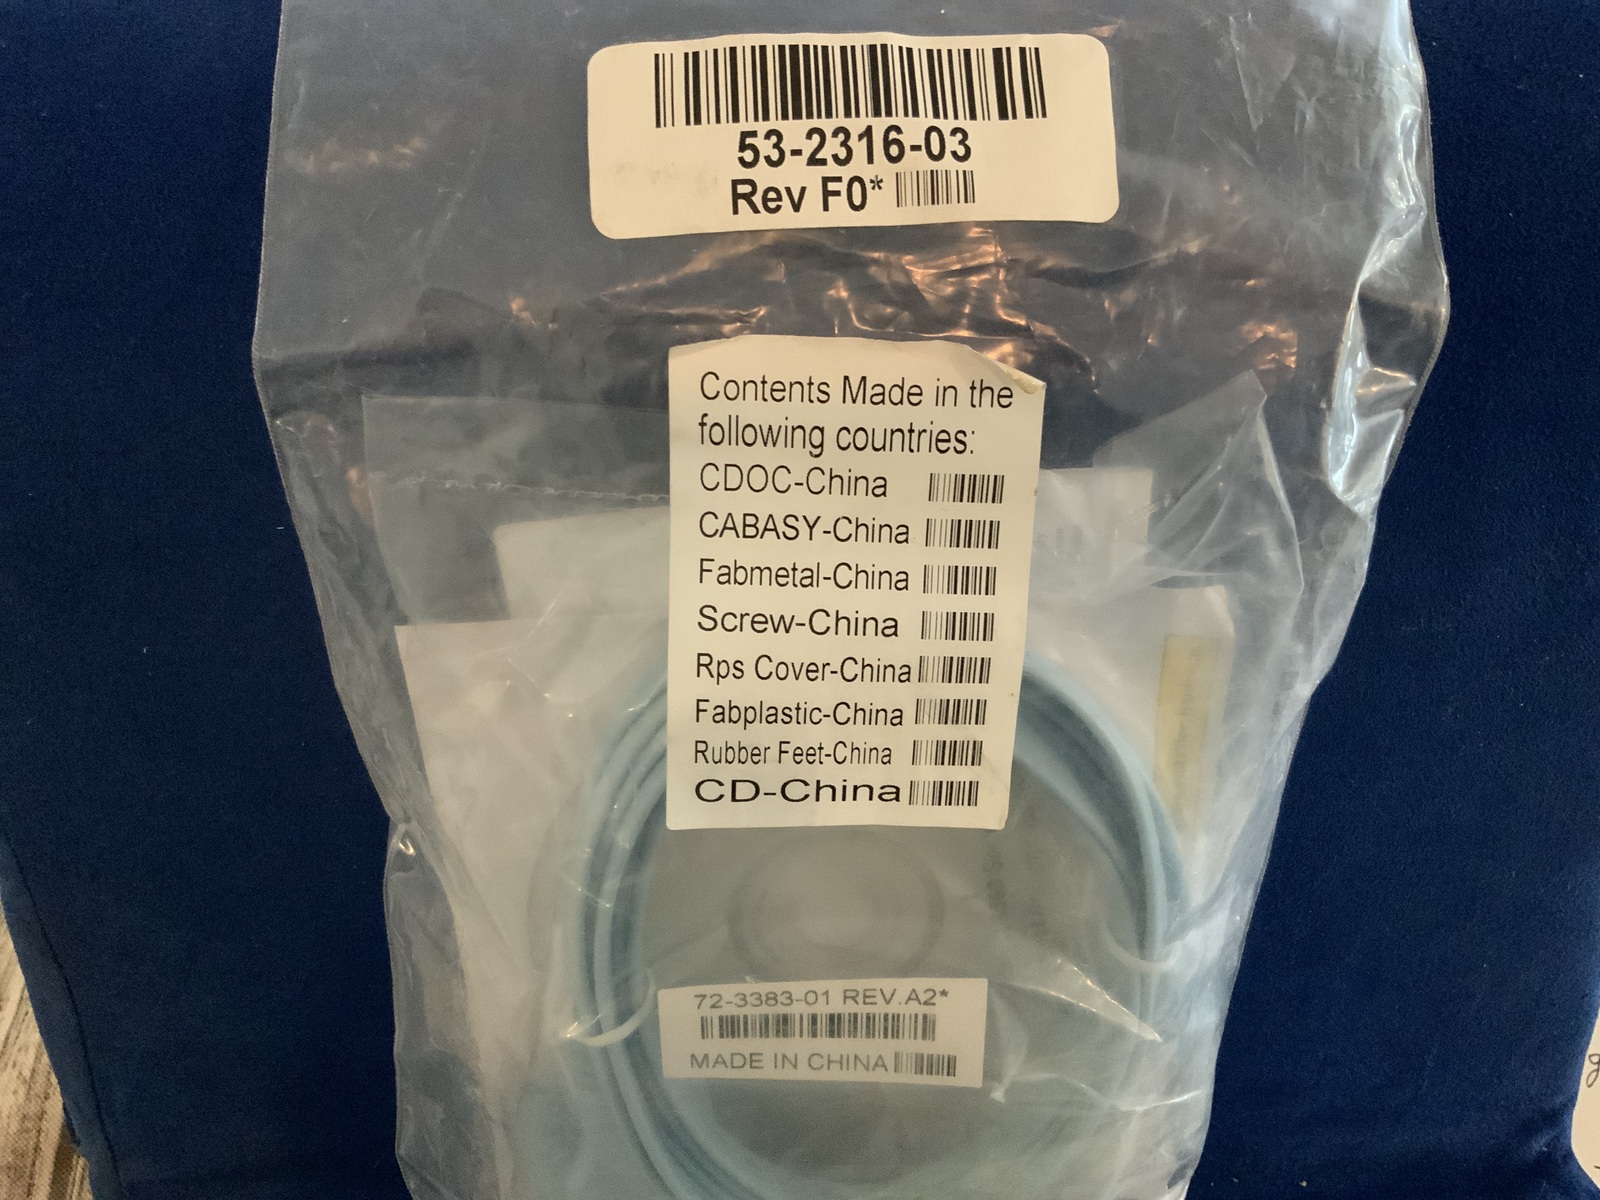 53-2316-03
Rev F0*
Contents Made in the
following countries:
CDOC-China
CABASY-China
Fabmetal-China
Screw-China
Rps Cover-China
Fabplastic-China
Rubber Feet-China
CD-China
72-3383-01 REV.A2*
MADE IN CHINA